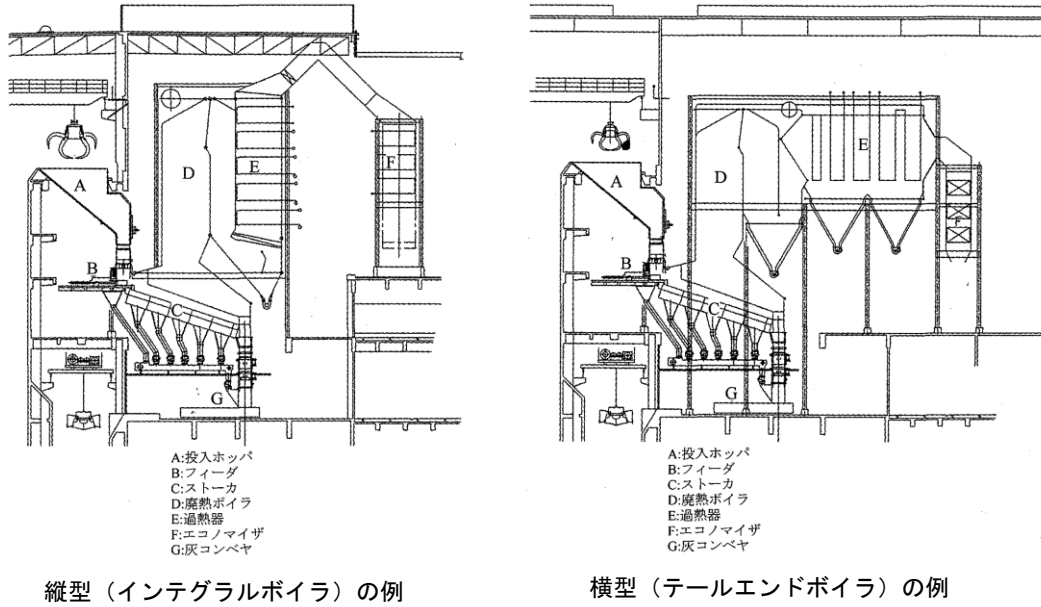 A
B
C
D
E
F
G
A:投入ホッパ
B:フィーダ
C:ストーカ
D:廃熱ボイラ
E:過熱器
F:エコノマイザ
G:灰コンベヤ
縦型（インテグラルボイラ）の例
A
B
C
D
E
F
G
A:投入ホッパ
B:フィーダ
C:ストーカ
D:廃熱ボイラ
E:過熱器
F:エコノマイザ
G:灰コンベヤ
横型（テールエンドボイラ）の例